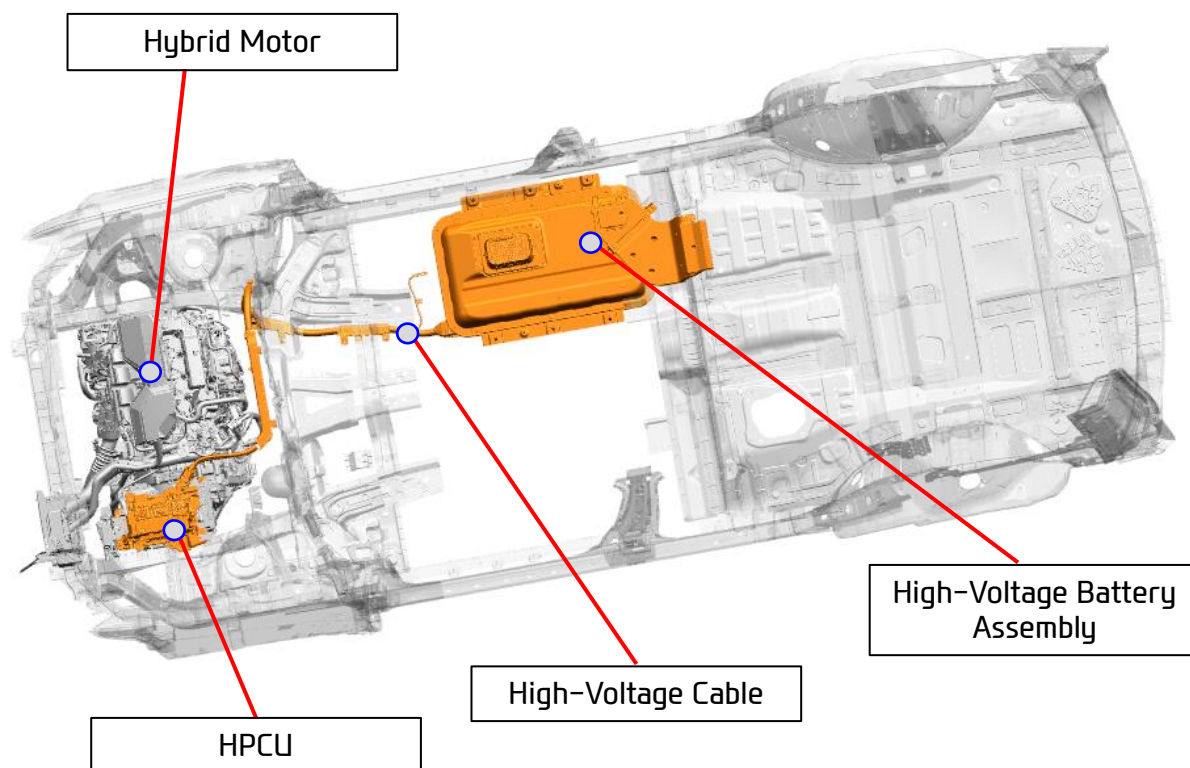 Hybrid Motor
High-Voltage Battery
Assembly
High-Voltage Cable
HPCU